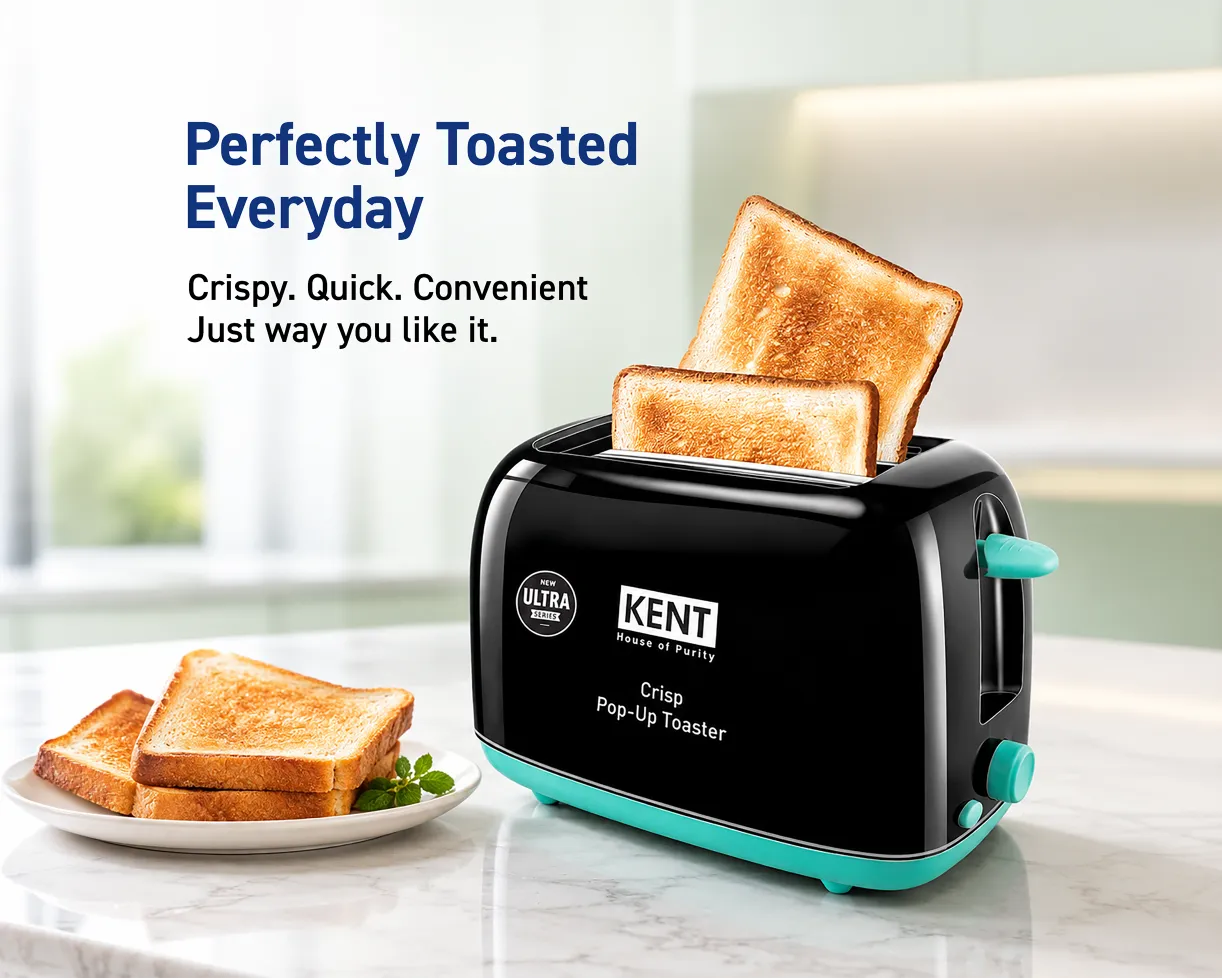 Perfectly Toasted
Everyday
Crispy. Quick. Convenient
Just way you like it.
NEW
ULTRA
SERIES
KENT
House of Purity
Crisp
Pop-Up Toaster